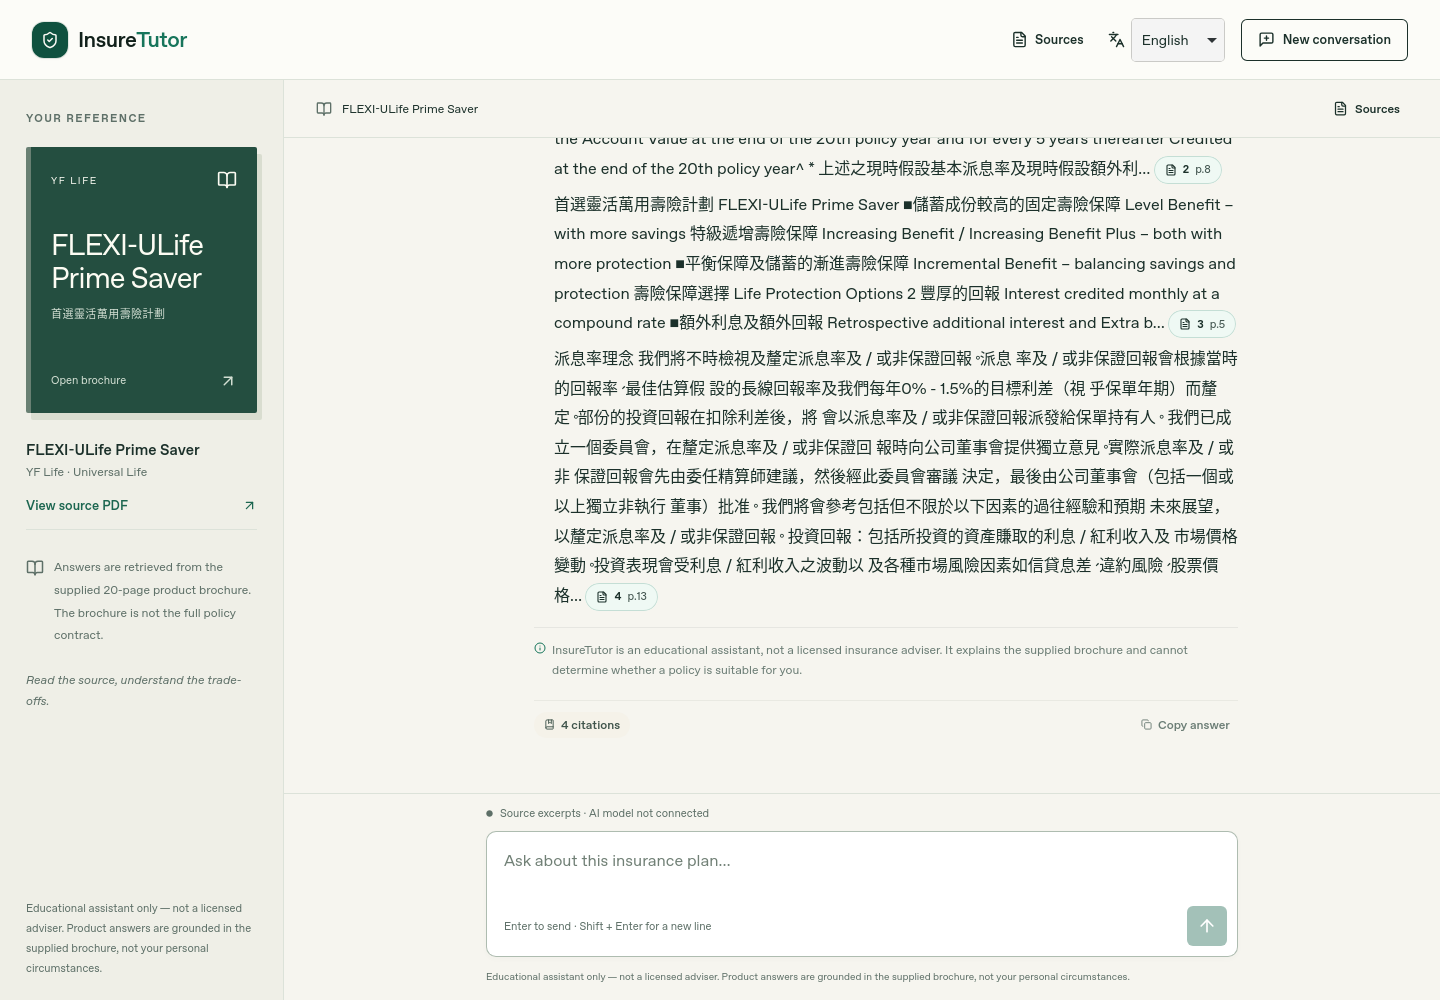 InsureTutor
Sources
English
New conversation
YOUR REFERENCE
YF LIFE
FLEXI-ULife
Prime Saver
首選靈活萬用壽險計劃
Open brochure
FLEXI-ULife Prime Saver
YF Life · Universal Life
View source PDF
Answers are retrieved from the
supplied 20-page product brochure.
The brochure is not the full policy
contract.
Read the source, understand the trade-
offs.
Educational assistant only — not a licensed
adviser. Product answers are grounded in the
supplied brochure, not your personal
circumstances.
FLEXI-ULife Prime Saver
Sources
the Account Value at the end of the 20th policy year and for every 5 years thereafter Credited
at the end of the 20th policy year^ * 上述之現時假設基本派息率及現時假設額外利... 2 p.8
首選靈活萬用壽險計劃 FLEXI-ULife Prime Saver ■儲蓄成份較高的固定壽險保障 Level Benefit –
with more savings 特級遞增壽險保障 Increasing Benefit / Increasing Benefit Plus – both with
more protection ■平衡保障及儲蓄的漸進壽險保障 Incremental Benefit – balancing savings and
protection 壽險保障選擇 Life Protection Options 2 豐厚的回報 Interest credited monthly at a
compound rate ■額外利息及額外回報 Retrospective additional interest and Extra b... 3 p.5
派息率理念 我們將不時檢視及釐定派息率及 / 或非保證回報。派息 率及 / 或非保證回報會根據當時
的回報率、最佳估算假 設的長線回報率及我們每年0% - 1.5%的目標利差（視 乎保單年期）而釐
定。部份的投資回報在扣除利差後，將 會以派息率及 / 或非保證回報派發給保單持有人。我們已成
立一個委員會，在釐定派息率及 / 或非保證回 報時向公司董事會提供獨立意見。實際派息率及 / 或
非 保證回報會先由委任精算師建議，然後經此委員會審議 決定，最後由公司董事會（包括一個或
以上獨立非執行 董事）批准。我們將會參考包括但不限於以下因素的過往經驗和預期 未來展望，
以釐定派息率及 / 或非保證回報。投資回報：包括所投資的資產賺取的利息 / 紅利收入及 市場價格
變動。投資表現會受利息 / 紅利收入之波動以 及各種市場風險因素如信貸息差、違約風險、股票價
格... 4 p.13
InsureTutor is an educational assistant, not a licensed insurance adviser. It explains the supplied brochure and cannot
determine whether a policy is suitable for you.
4 citations
Copy answer
Source excerpts · AI model not connected
Ask about this insurance plan...
Enter to send · Shift + Enter for a new line
Educational assistant only — not a licensed adviser. Product answers are grounded in the supplied brochure, not your personal circumstances.